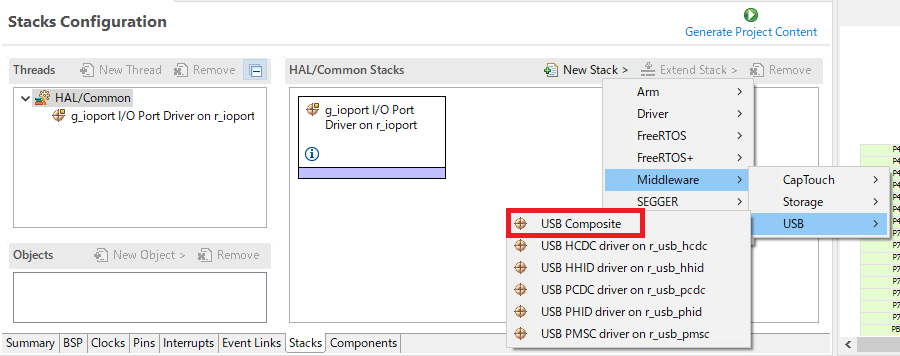 Stacks Configuration
Generate Project Content
Threads
New Thread
Remove
HAL/Common Stacks
New Stack >
Extend Stack >
Remove
HAL/Common
g_ioport I/O Port Driver on r_ioport
g_ioport I/O Port
Driver on r_ioport
Arm
Driver
FreeRTOS
FreeRTOS+
Middleware
SEGGER
CapTouch
Storage
USB
USB Composite
USB HCDC driver on r_usb_hcdc
USB HHID driver on r_usb_hhid
USB PCDC driver on r_usb_pcdc
USB PHID driver on r_usb_phid
USB PMSC driver on r_usb_pmsc
Objects
New Object >
Remove
Summary BSP Clocks Pins Interrupts Event Links Stacks Components